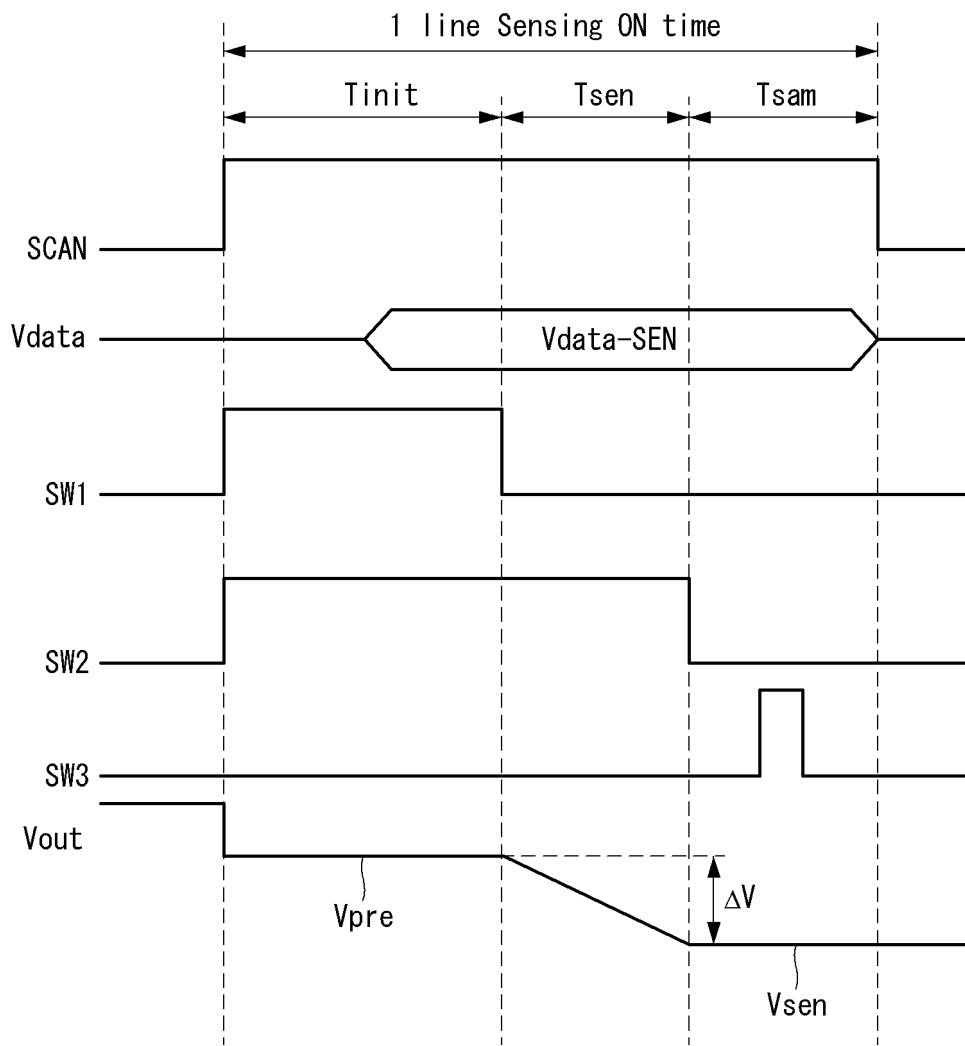 1 line Sensing ON time
Tinit Tsen Tsam
SCAN
Vdata Vdata-SEN
SW1
SW2
SW3
Vout
Vpre
ΔV
Vsen